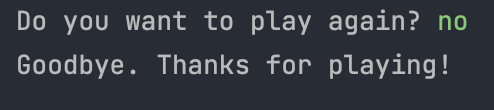 Do you want to play again? no
Goodbye. Thanks for playing!